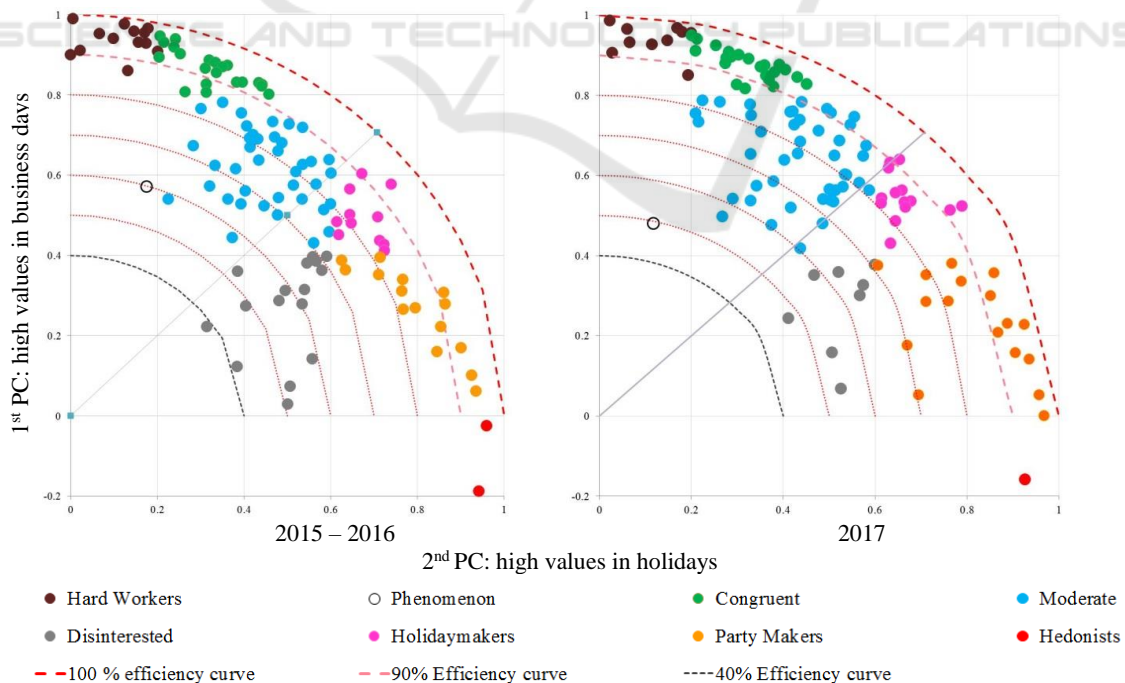 SCIENCE AND TECHNOLOGY PUBLICATIONS
1st PC: high values in business days
1
0.8
0.6
0.4
0.2
0
-0.2
0
0.2
0.4
0.6
0.8
1
1
0.8
0.6
0.4
0.2
0
-0.2
0
0.2
0.4
0.6
0.8
1
2015 – 2016
2017
2nd PC: high values in holidays
Hard Workers
Phenomenon
Congruent
Moderate
Disinterested
Holidaymakers
Party Makers
Hedonists
100 % efficiency curve
90% Efficiency curve
40% Efficiency curve